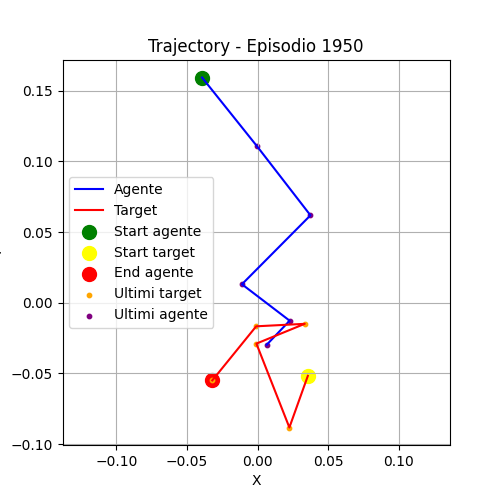 Trajectory - Episodio 1950
0.15
0.10
0.05
0.00
−0.05
−0.10
Agente
Target
Start agente
Start target
End agente
Ultimi target
Ultimi agente
−0.10
−0.05
0.00
0.05
0.10
X